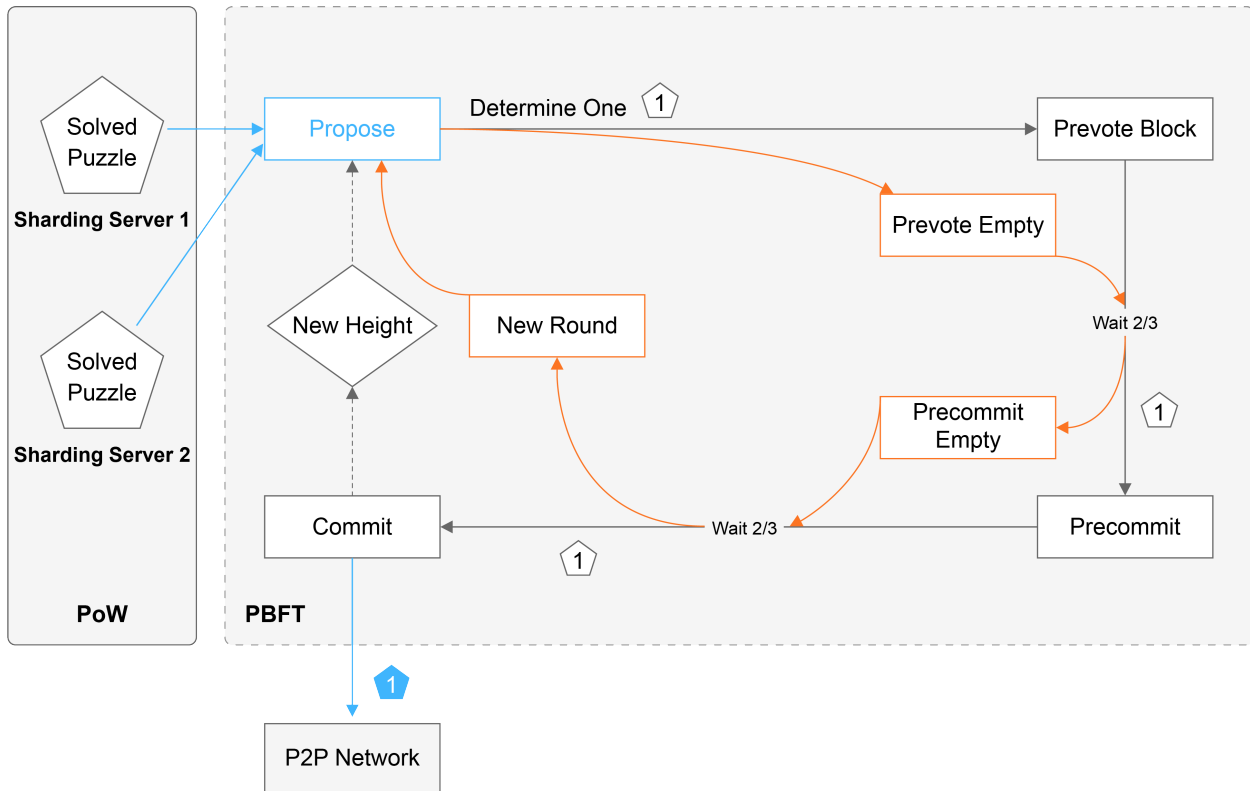 Solved
Puzzle
Sharding Server 1
Solved
Puzzle
Sharding Server 2
PoW
Propose
Determine One
1
Prevote Block
Prevote Empty
Wait 2/3
New Height
New Round
Precommit
Empty
1
Commit
Wait 2/3
Precommit
1
PBFT
1
P2P Network